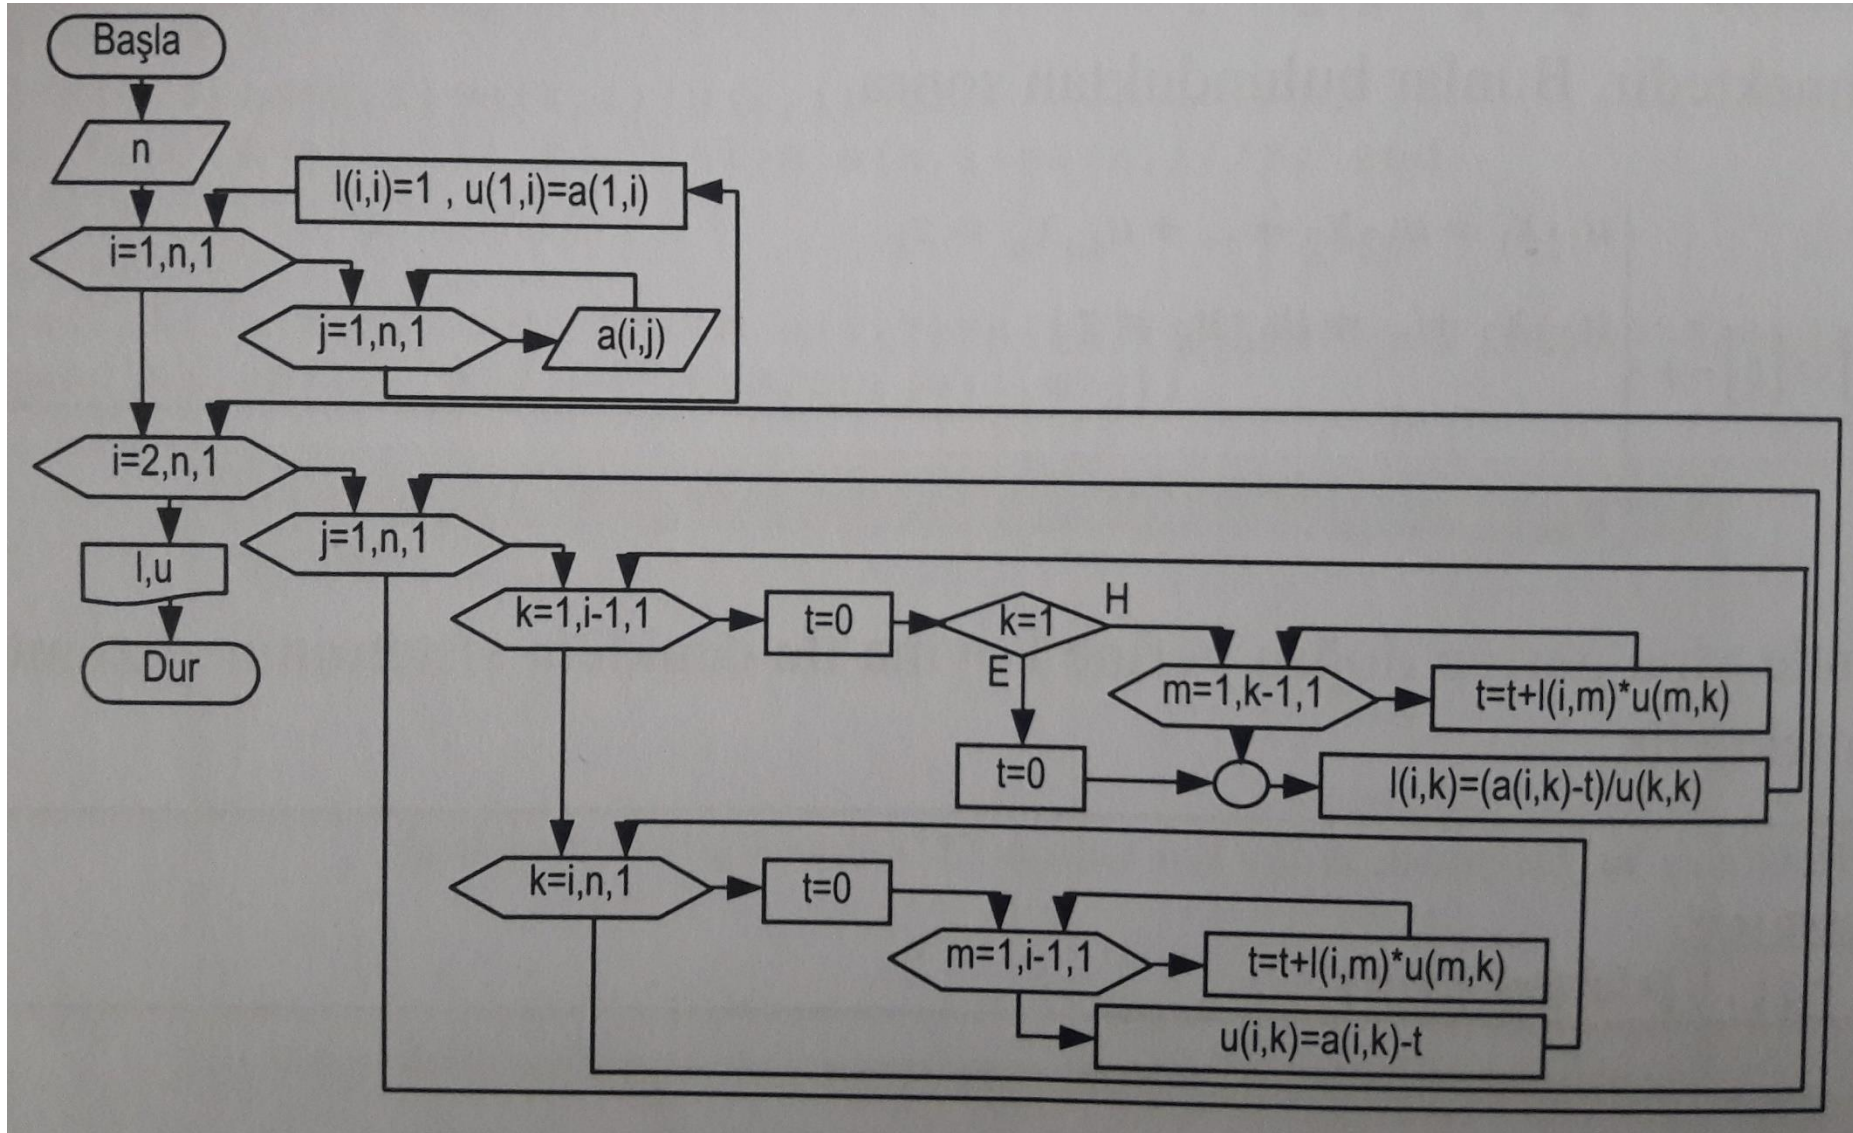 Başla
n
l(i,i)=1 , u(1,i)=a(1,i)
i=1,n,1
j=1,n,1
a(i,j)
i=2,n,1
j=1,n,1
l,u
Dur
k=1,i-1,1
t=0
k=1
H
E
m=1,k-1,1
t=t+l(i,m)*u(m,k)
t=0
l(i,k)=(a(i,k)-t)/u(k,k)
k=i,n,1
t=0
m=1,i-1,1
t=t+l(i,m)*u(m,k)
u(i,k)=a(i,k)-t